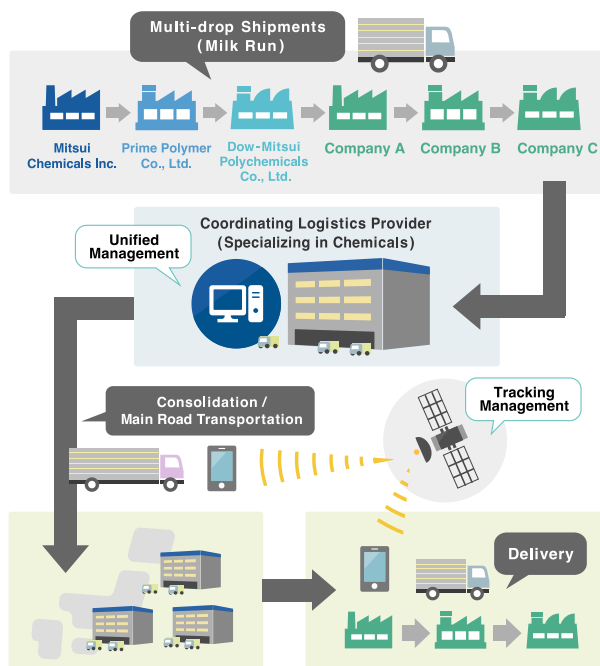 Multi-drop Shipments
(Milk Run)
Mitsui
Chemicals Inc.
Prime Polymer
Co., Ltd.
Dow-Mitsui
Polychemicals
Co., Ltd.
Company A
Company B
Company C
Coordinating Logistics Provider
(Specializing in Chemicals)
Unified
Management
Consolidation /
Main Road Transportation
Tracking
Management
Delivery